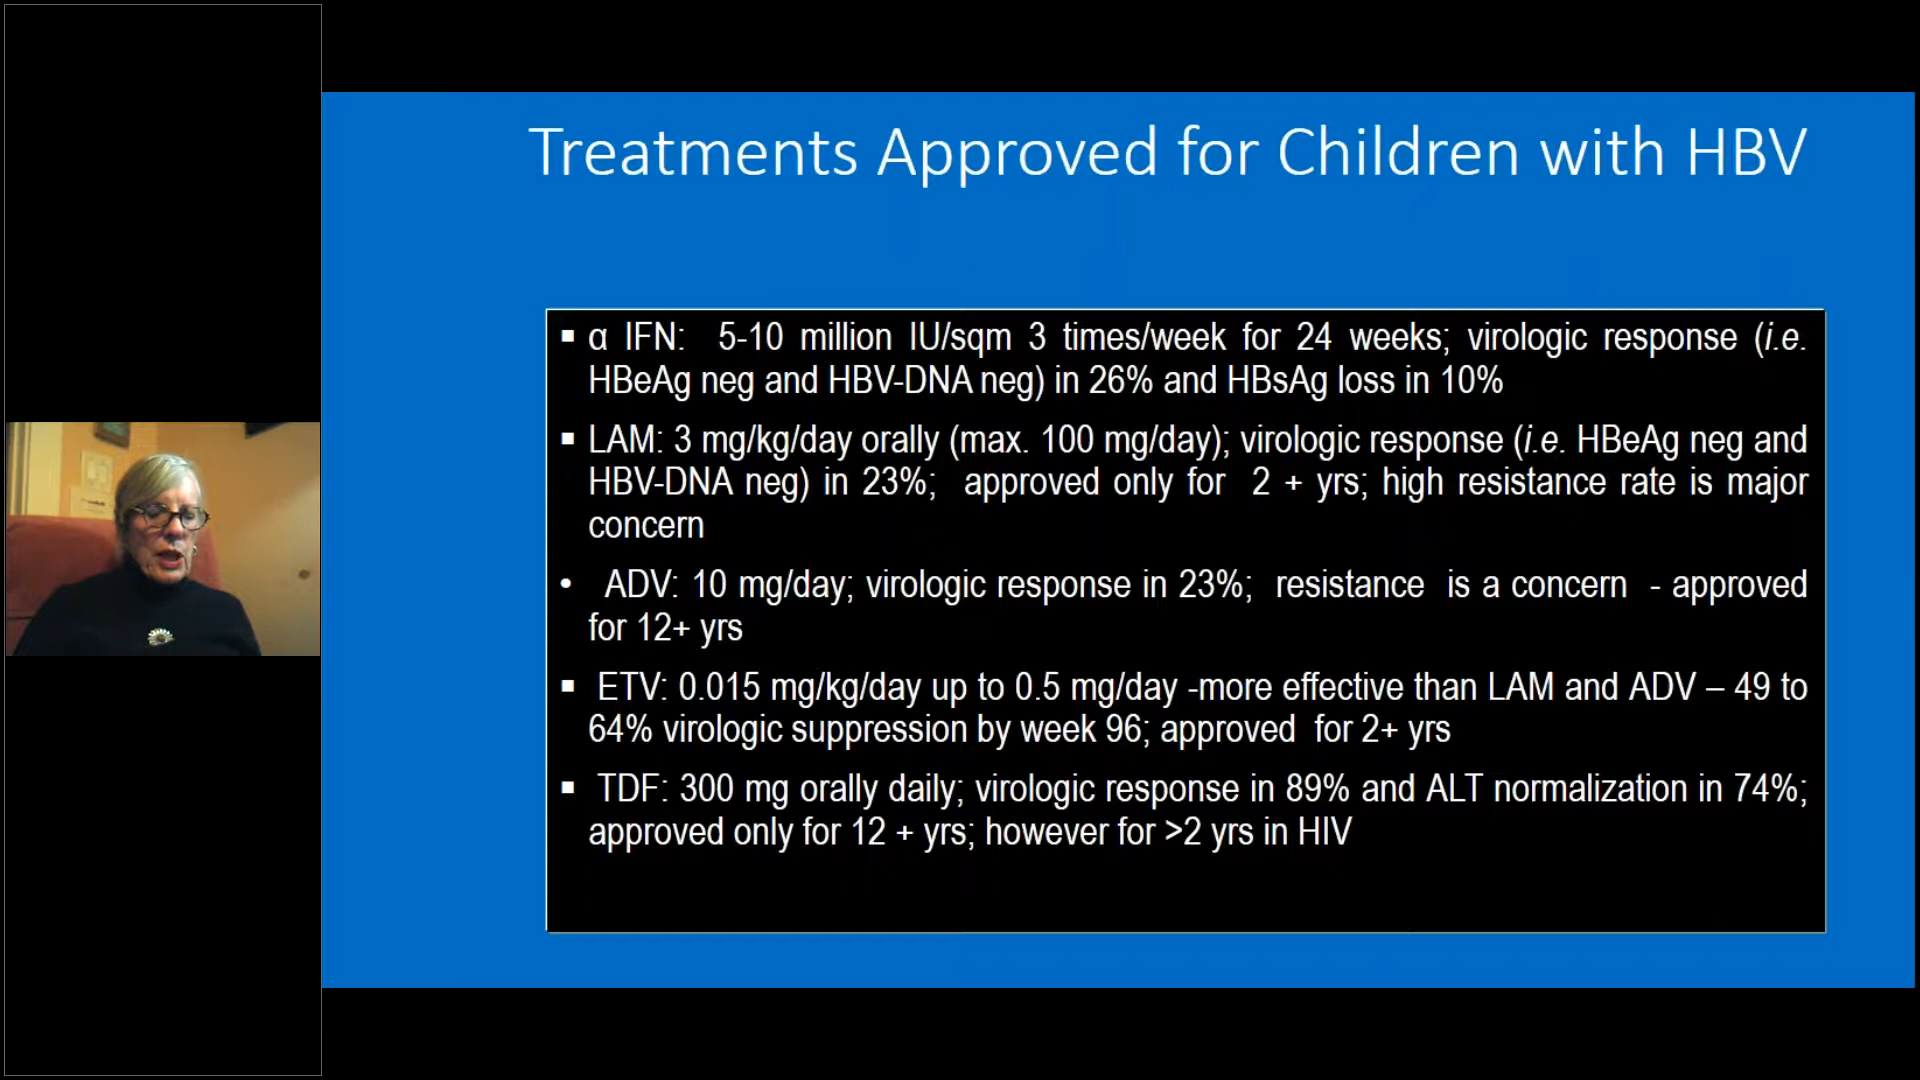 Treatments Approved for Children with HBV
▪ α IFN: 5-10 million IU/sqm 3 times/week for 24 weeks; virologic response (i.e.
HBeAg neg and HBV-DNA neg) in 26% and HBsAg loss in 10%
▪ LAM: 3 mg/kg/day orally (max. 100 mg/day); virologic response (i.e. HBeAg neg and
HBV-DNA neg) in 23%; approved only for 2 + yrs; high resistance rate is major
concern
• ADV: 10 mg/day; virologic response in 23%; resistance is a concern - approved
for 12+ yrs
▪ ETV: 0.015 mg/kg/day up to 0.5 mg/day -more effective than LAM and ADV – 49 to
64% virologic suppression by week 96; approved for 2+ yrs
▪ TDF: 300 mg orally daily; virologic response in 89% and ALT normalization in 74%;
approved only for 12 + yrs; however for >2 yrs in HIV